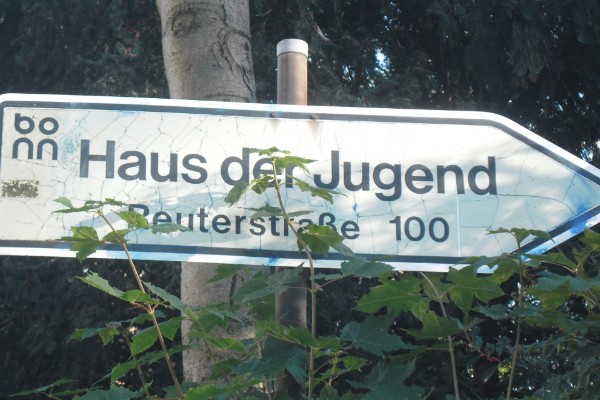 bo
nn
Haus der Jugend
Reuterstraße 100